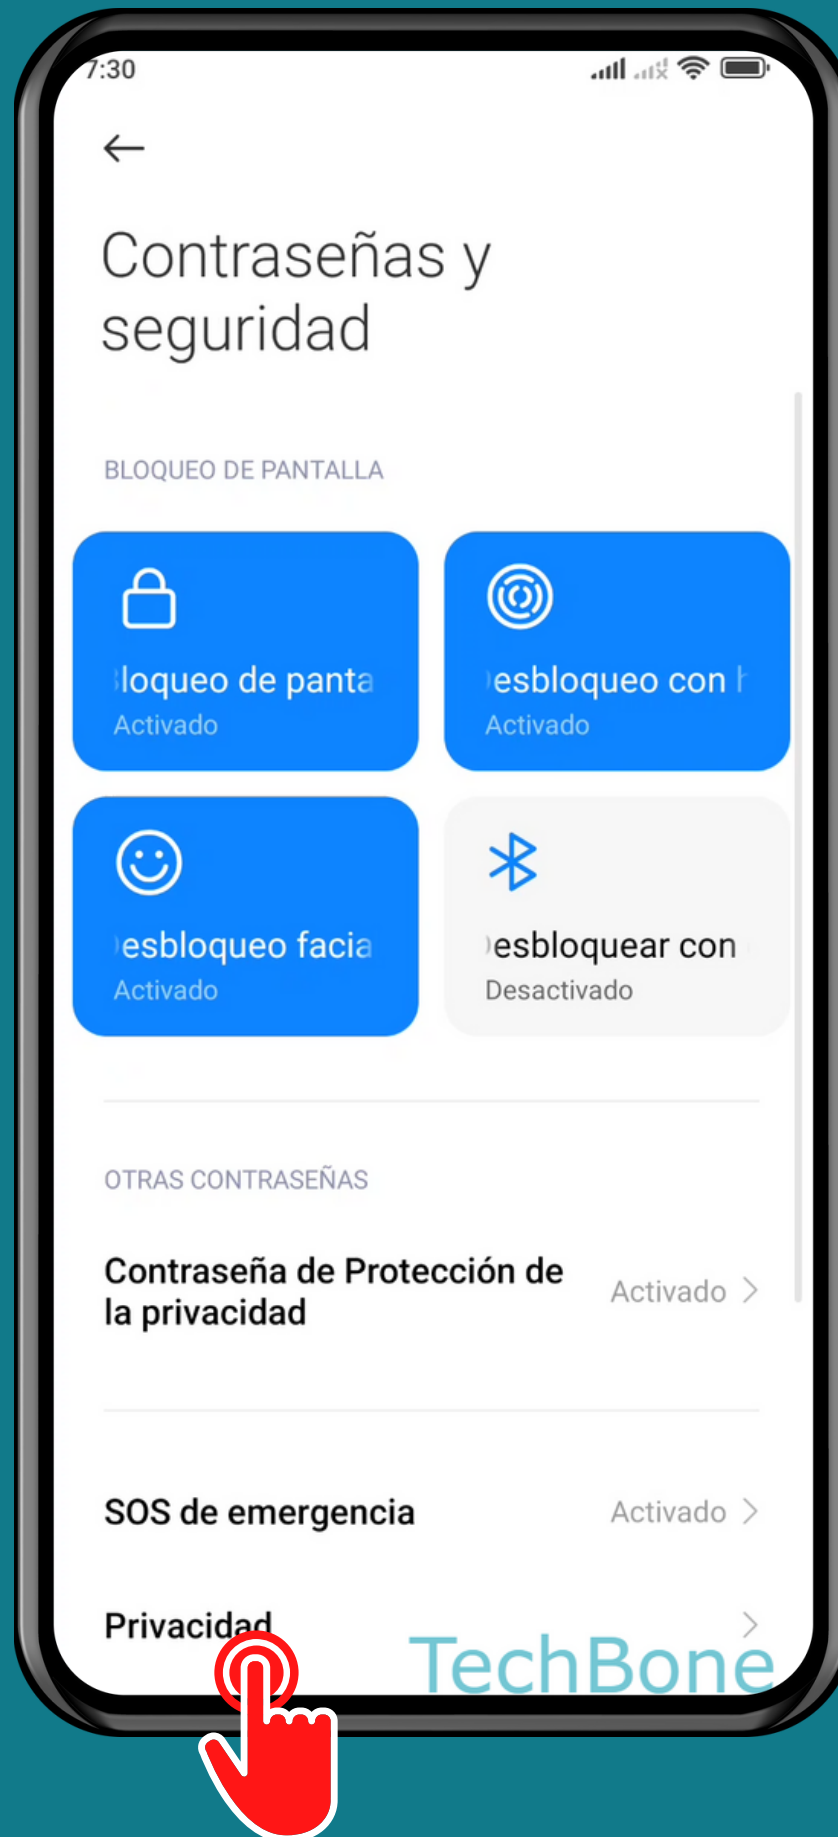 7:30
Contraseñas y
seguridad
BLOQUEO DE PANTALLA
loqueo de panta
Activado
esbloqueo con h
Activado
esbloqueo facia
Activado
esbloquear con
Desactivado
OTRAS CONTRASEÑAS
Contraseña de Protección de
la privacidad
Activado
SOS de emergencia
Activado
Privacidad
TechBone